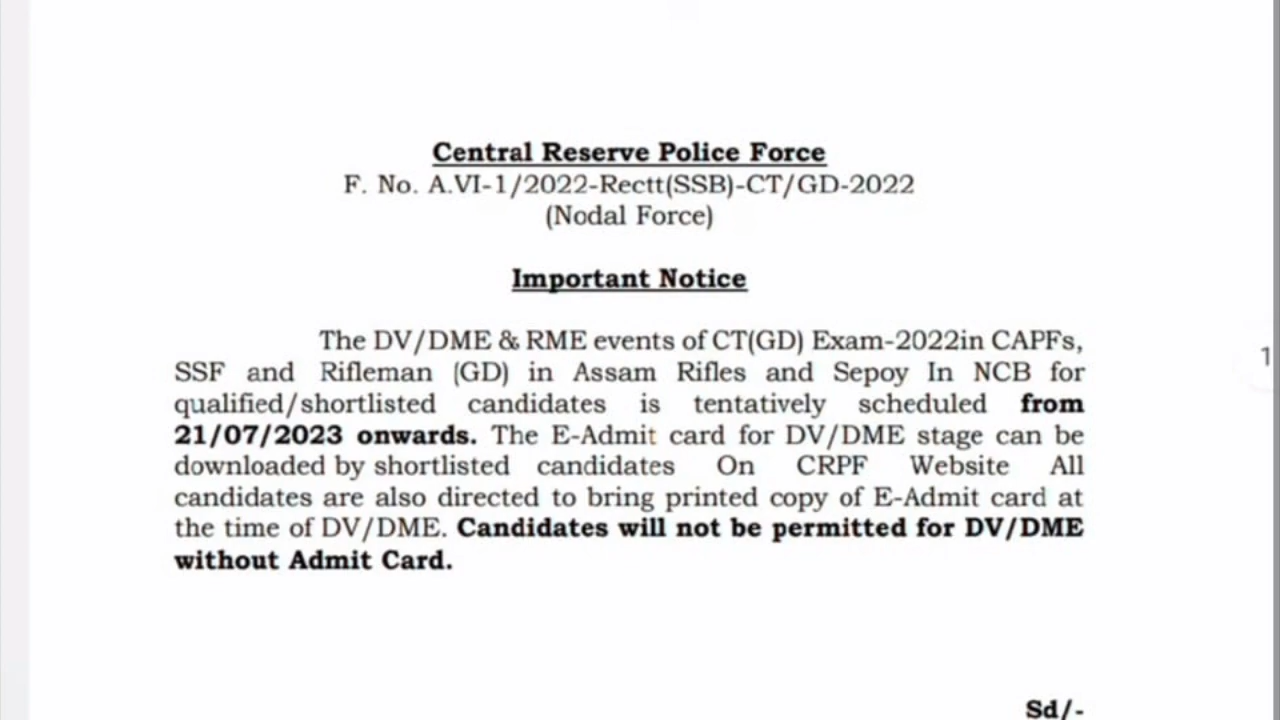 Central Reserve Police Force
F. No. A.VI-1/2022-Rectt(SSB)-CT/GD-2022
(Nodal Force)
Important Notice
The DV/DME & RME events of CT(GD) Exam-2022in CAPFs,
SSF and Rifleman (GD) in Assam Rifles and Sepoy In NCB for
qualified/shortlisted candidates is tentatively scheduled from
21/07/2023 onwards. The E-Admit card for DV/DME stage can be
downloaded by shortlisted candidates On CRPF Website All
candidates are also directed to bring printed copy of E-Admit card at
the time of DV/DME. Candidates will not be permitted for DV/DME
without Admit Card.
Sd/-
1